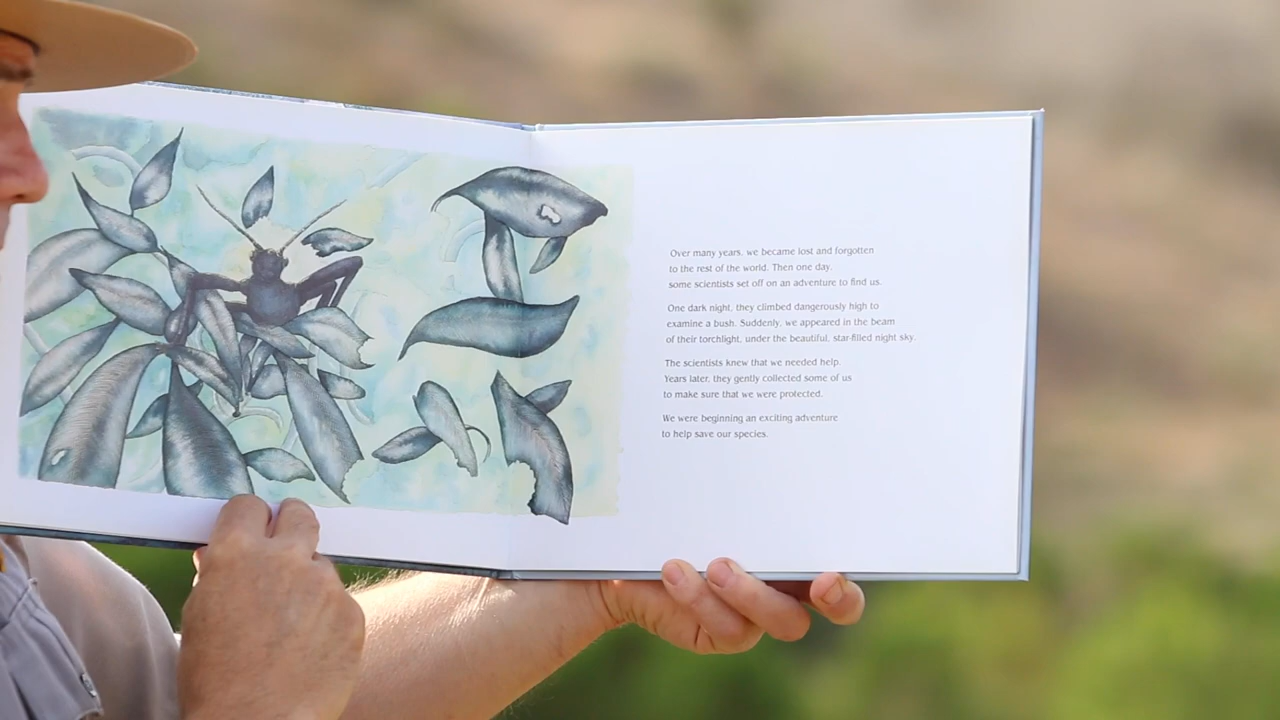 Over many years, we became lost and forgotten
to the rest of the world. Then one day,
some scientists set off on an adventure to find us.
One dark night, they climbed dangerously high to
examine a bush. Suddenly, we appeared in the beam
of their torchlight, under the beautiful, star-filled night sky.
The scientists knew that we needed help.
Years later, they gently collected some of us
to make sure that we were protected.
We were beginning an exciting adventure
to help save our species.